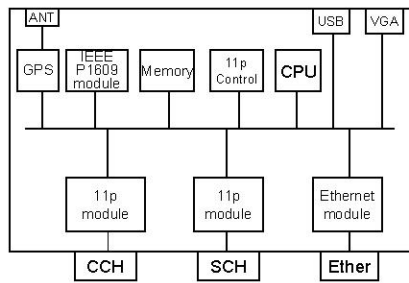 ANT
USB
VGA
GPS
IEEE
P1609
module
Memory
11p
Control
CPU
11p
module
11p
module
Ethernet
module
CCH
SCH
Ether